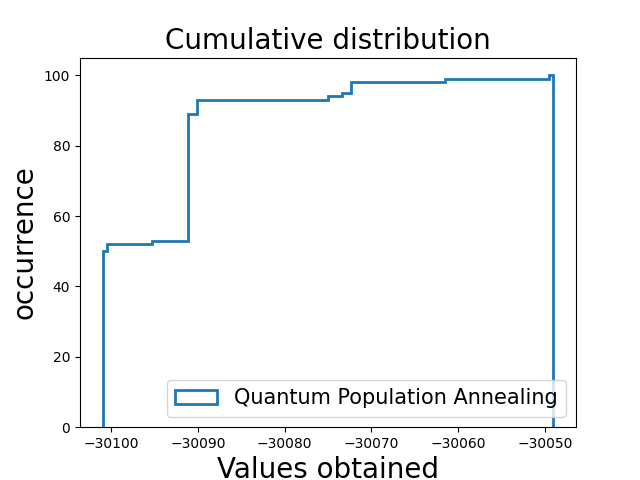 Cumulative distribution
occurrence
100
80
60
40
20
0
Quantum Population Annealing
−30100 −30090 −30080 −30070 −30060 −30050
Values obtained